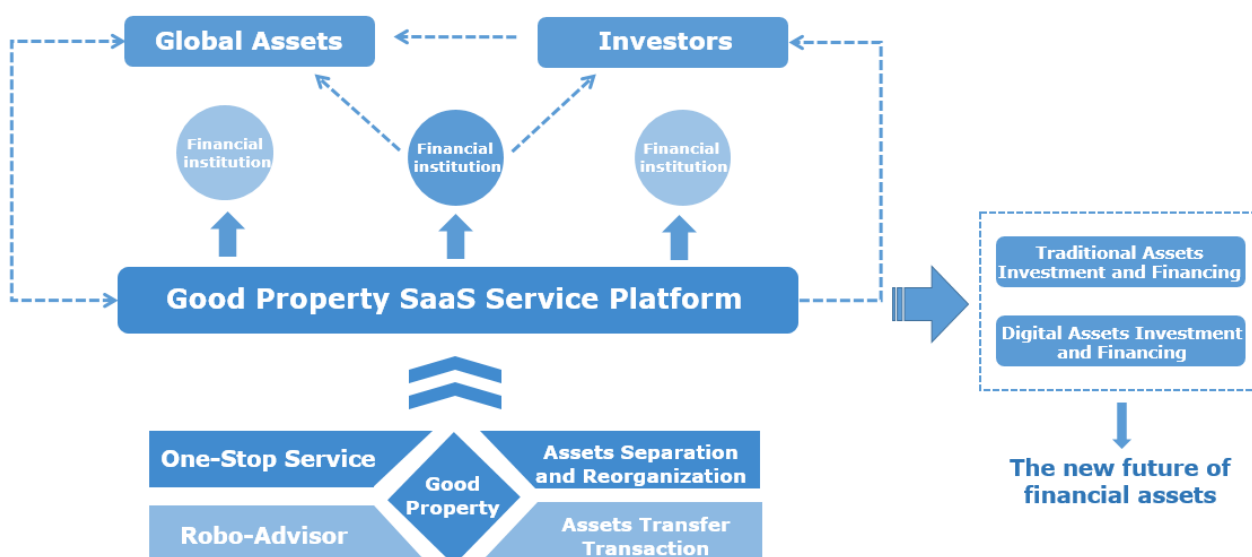 Global Assets
Investors
Financial
institution
Financial
institution
Financial
institution
Good Property SaaS Service Platform
Traditional Assets
Investment and Financing
Digital Assets Investment
and Financing
One-Stop Service
Assets Separation
and Reorganization
Good
Property
Robo-Advisor
Assets Transfer
Transaction
The new future of
financial assets